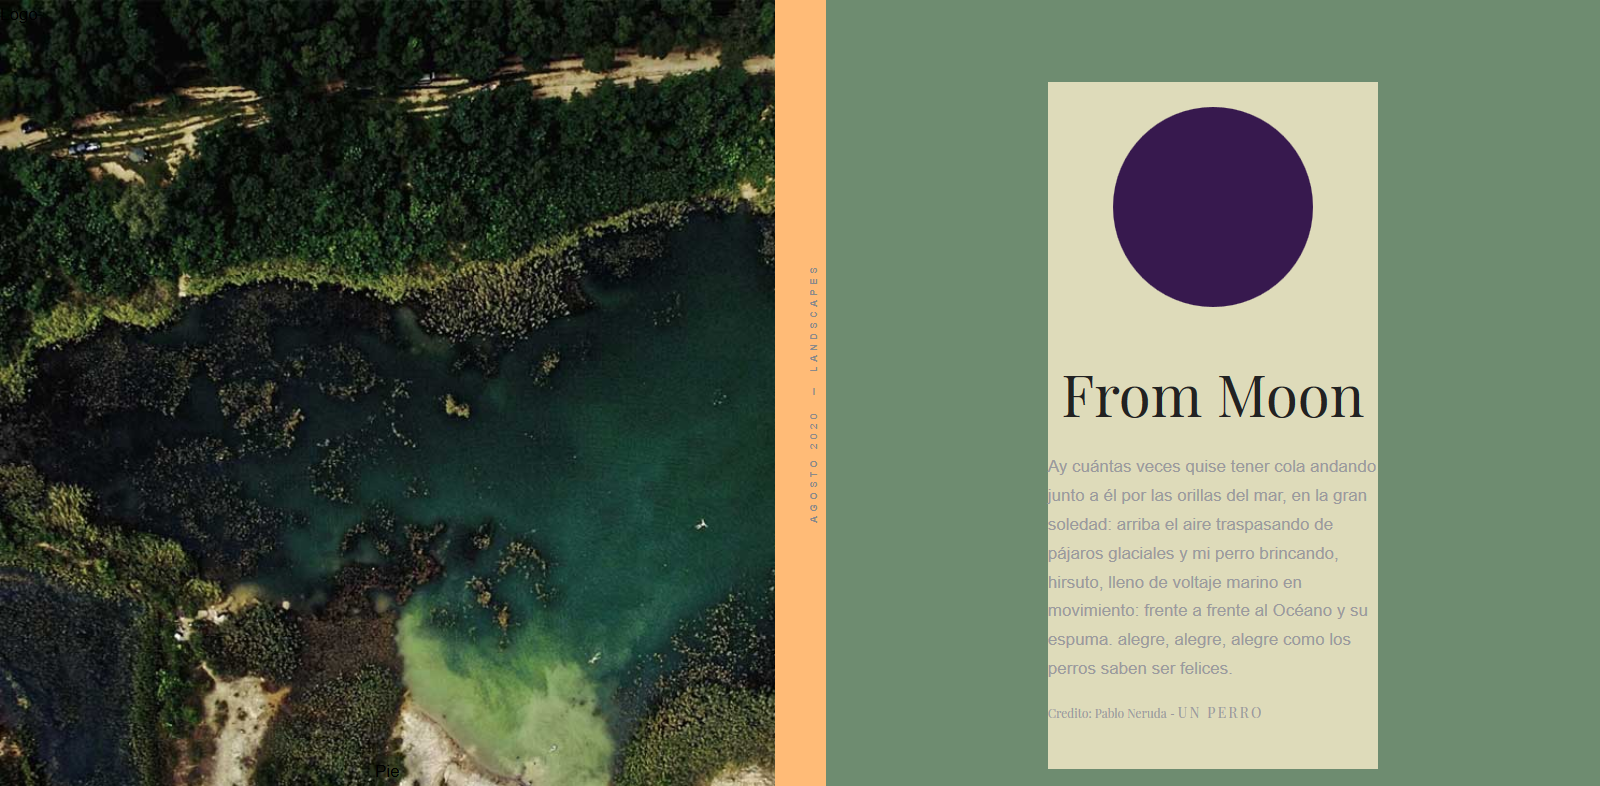 Logo
Pie
AGOSTO 2020 — LANDSCAPES
From Moon
Ay cuántas veces quise tener cola andando
junto a él por las orillas del mar, en la gran
soledad: arriba el aire traspasando de
pájaros glaciales y mi perro brincando,
hirsuto, lleno de voltaje marino en
movimiento: frente a frente al Océano y su
espuma. alegre, alegre, alegre como los
perros saben ser felices.
Credito: Pablo Neruda - UN PERRO